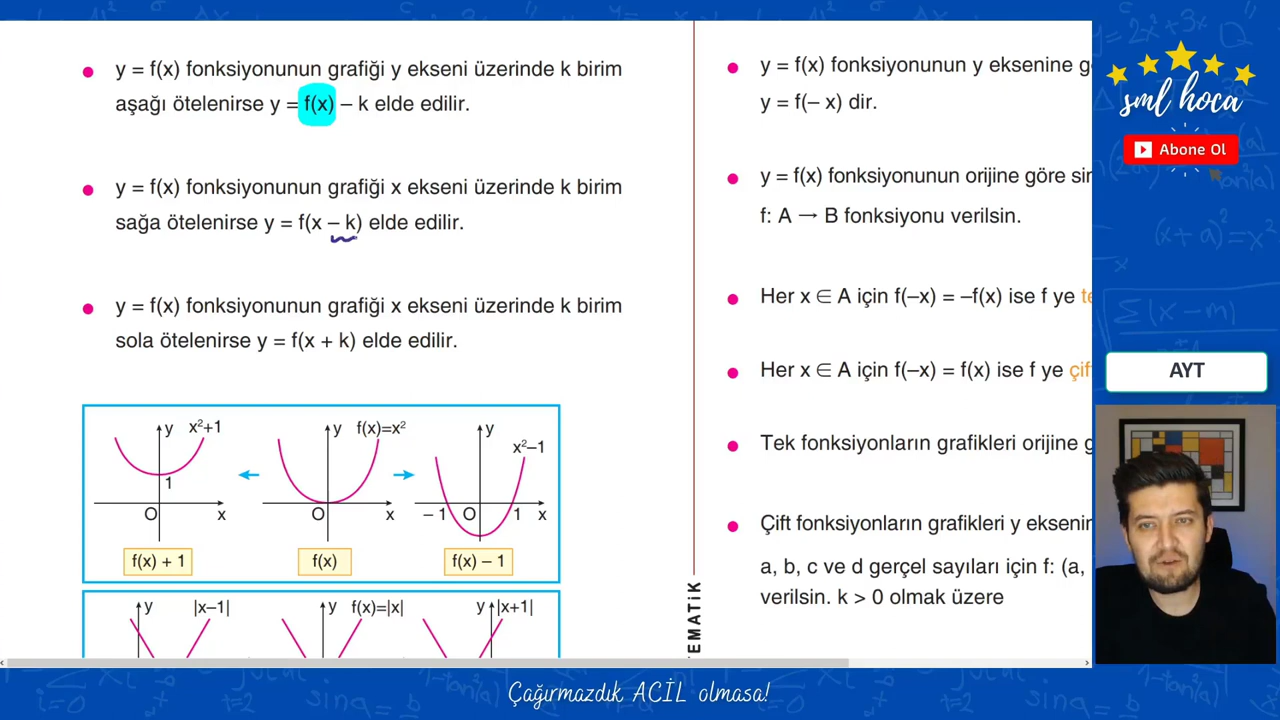 y = f(x) fonksiyonunun grafiği y ekseni üzerinde k birim
aşağı ötelenirse y = f(x) – k elde edilir.
y = f(x) fonksiyonunun grafiği x ekseni üzerinde k birim
sağa ötelenirse y = f(x – k) elde edilir.
y = f(x) fonksiyonunun grafiği x ekseni üzerinde k birim
sola ötelenirse y = f(x + k) elde edilir.
y x²+1
1
O x
f(x) + 1
y f(x)=x²
O x
f(x)
y
x²–1
– 1 O 1 x
f(x) – 1
y |x–1|
y f(x)=|x|
y |x+1|
TEMATİK
y = f(x) fonksiyonunun y eksenine g
y = f(– x) dir.
y = f(x) fonksiyonunun orijine göre sim
f: A → B fonksiyonu verilsin.
Her x ∈ A için f(–x) = –f(x) ise f ye te
Her x ∈ A için f(–x) = f(x) ise f ye çift
Tek fonksiyonların grafikleri orijine g
Çift fonksiyonların grafikleri y eksenin
a, b, c ve d gerçel sayıları için f: (a,
verilsin. k > 0 olmak üzere
sml hoca
Abone Ol
AYT
Çağırmazdık ACİL olmasa!